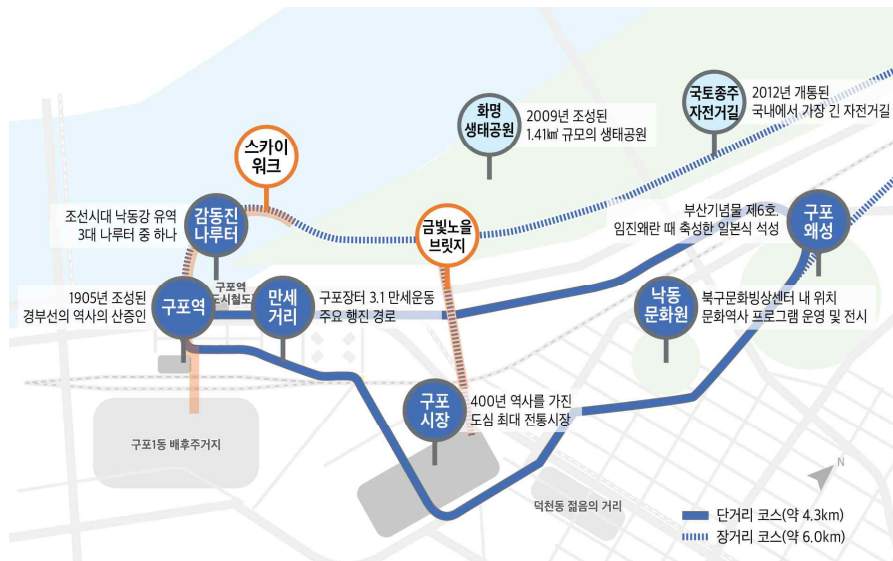 화명
생태공원
2009년 조성된
1.41㎢ 규모의 생태공원
국토종주
자전거길
2012년 개통된
국내에서 가장 긴 자전거길
스카이
워크
조선시대 낙동강 유역
3대 나루터 중 하나
감동진
나루터
금빛노을
브릿지
부산기념물 제6호.
임진왜란 때 축성한 일본식 석성
구포
왜성
1905년 조성된
경부선의 역사의 산증인
구포역
구포역
도시철도
만세
거리
구포장터 3.1 만세운동
주요 행진 경로
낙동
문화원
북구문화빙상센터 내 위치
문화역사 프로그램 운영 및 전시
구포
시장
400년 역사를 가진
도심 최대 전통시장
구포1동 배후주거지
덕천동 젊음의 거리
N
단거리 코스(약 4.3km)
장거리 코스(약 6.0km)